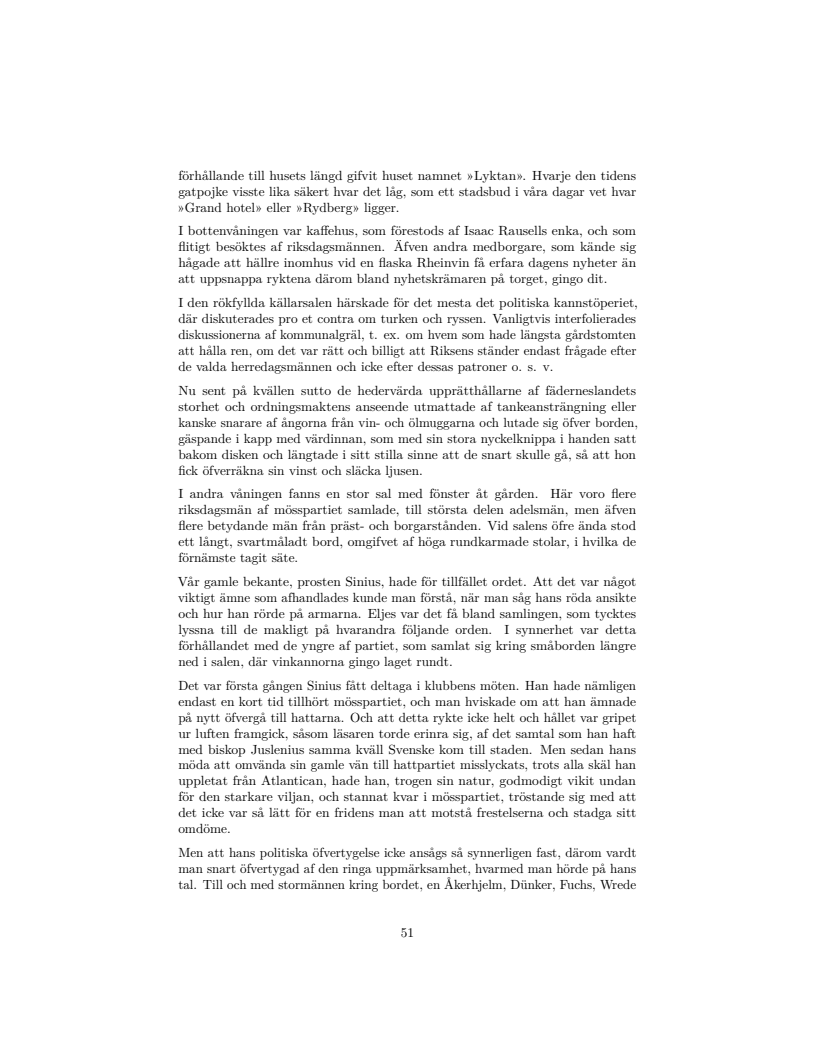 förhållande till husets längd gifvit huset namnet »Lyktan». Hvarje den tidens
gatpojke visste lika säkert hvar det låg, som ett stadsbud i våra dagar vet hvar
»Grand hotel» eller »Rydberg» ligger.
I bottenvåningen var kaffehus, som förestods af Isaac Rausells enka, och som
flitigt besöktes af riksdagsmännen. Äfven andra medborgare, som kände sig
hågade att hällre inomhus vid en flaska Rheinvin få erfara dagens nyheter än
att uppsnappa ryktena därom bland nyhetskrämaren på torget, gingo dit.
I den rökfyllda källarsalen härskade för det mesta det politiska kannstöperiet,
där diskuterades pro et contra om turken och ryssen. Vanligtvis interfolierades
diskussionerna af kommunalgräl, t. ex. om hvem som hade längsta gårdstomten
att hålla ren, om det var rätt och billigt att Riksens ständer endast frågade efter
de valda herredagsmännen och icke efter dessas patroner o. s. v.
Nu sent på kvällen sutto de hedervärda upprätthållarne af fäderneslandets
storhet och ordningsmaktens anseende utmattade af tankeansträngning eller
kanske snarare af ångorna från vin- och ölmuggarna och lutade sig öfver borden,
gäspande i kapp med värdinnan, som med sin stora nyckelknippa i handen satt
bakom disken och längtade i sitt stilla sinne att de snart skulle gå, så att hon
fick öfverräkna sin vinst och släcka ljusen.
I andra våningen fanns en stor sal med fönster åt gården. Här voro flere
riksdagsmän af mösspartiet samlade, till största delen adelsmän, men äfven
flere betydande män från präst- och borgarstånden. Vid salens öfre ända stod
ett långt, svartmåladt bord, omgifvet af höga rundkarmade stolar, i hvilka de
förnämste tagit säte.
Vår gamle bekante, prosten Sinius, hade för tillfället ordet. Att det var något
viktigt ämne som afhandlades kunde man förstå, när man såg hans röda ansikte
och hur han rörde på armarna. Eljes var det få bland samlingen, som tycktes
lyssna till de makligt på hvarandra följande orden. I synnerhet var detta
förhållandet med de yngre af partiet, som samlat sig kring småborden längre
ned i salen, där vinkannorna gingo laget rundt.
Det var första gången Sinius fått deltaga i klubbens möten. Han hade nämligen
endast en kort tid tillhört mösspartiet, och man hviskade om att han ämnade
på nytt öfvergå till hattarna. Och att detta rykte icke helt och hållet var gripet
ur luften framgick, såsom läsaren torde erinra sig, af det samtal som han haft
med biskop Juslenius samma kväll Svenske kom till staden. Men sedan hans
möda att omvända sin gamle vän till hattpartiet misslyckats, trots alla skäl han
uppletat från Atlantican, hade han, trogen sin natur, godmodigt vikit undan
för den starkare viljan, och stannat kvar i mösspartiet, tröstande sig med att
det icke var så lätt för en fridens man att motstå frestelserna och stadga sitt
omdöme.
Men att hans politiska öfvertygelse icke ansågs så synnerligen fast, därom vardt
man snart öfvertygad af den ringa uppmärksamhet, hvarmed man hörde på hans
tal. Till och med stormännen kring bordet, en Åkerhjelm, Dünker, Fuchs, Wrede
51